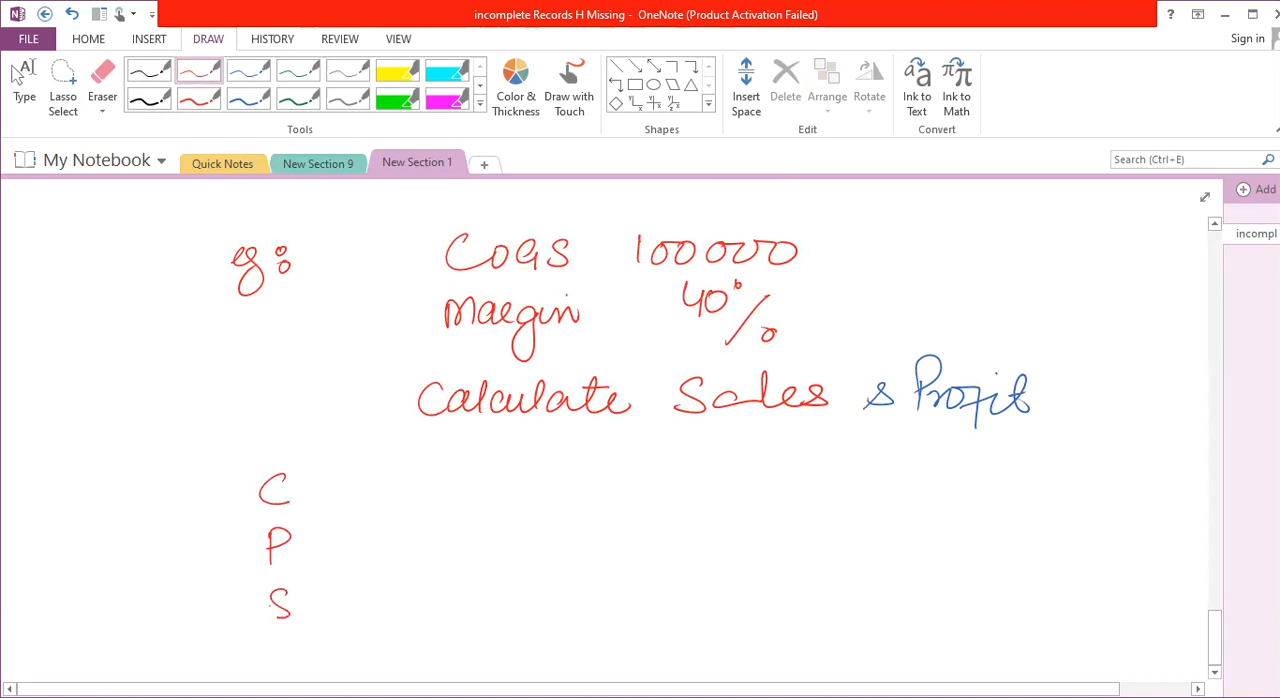 incomplete Records H Missing - OneNote (Product Activation Failed)
FILE HOME INSERT DRAW HISTORY REVIEW VIEW Sign in
Type Lasso Select Eraser Color & Thickness Draw with Touch Insert Space Delete Arrange Rotate Ink to Text Ink to Math
Tools Shapes Edit Convert
My Notebook Quick Notes New Section 9 New Section 1 Search (Ctrl+E)
Add
incompl
eg:
COGS 100000
Margin 40%
Calculate Sales & Profit
C
P
S